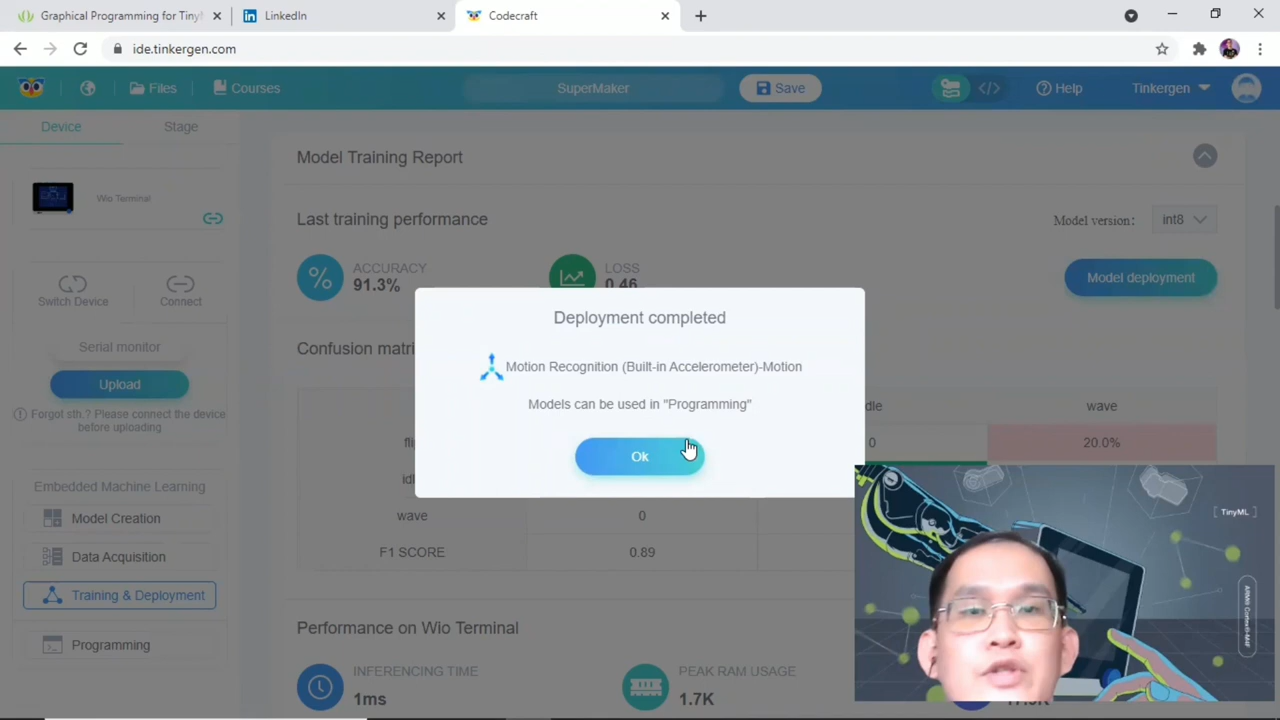 Graphical Programming for TinyM
LinkedIn
Codecraft
ide.tinkergen.com
Files
Courses
SuperMaker
Save
</>
Help
Tinkergen
Device
Stage
Wio Terminal
Switch Device
Connect
Serial monitor
Upload
Forgot sth.? Please connect the device
before uploading
Embedded Machine Learning
Model Creation
Data Acquisition
Training & Deployment
Programming
Model Training Report
Last training performance
Model version:
int8
%
ACCURACY
91.3%
LOSS
0.46
Model deployment
Confusion matri
Deployment completed
Motion Recognition (Built-in Accelerometer)-Motion
Models can be used in "Programming"
Ok
dle
wave
flip
0
20.0%
idl
wave
0
F1 SCORE
0.89
Performance on Wio Terminal
INFERENCING TIME
1ms
PEAK RAM USAGE
1.7K
[ TinyML ]